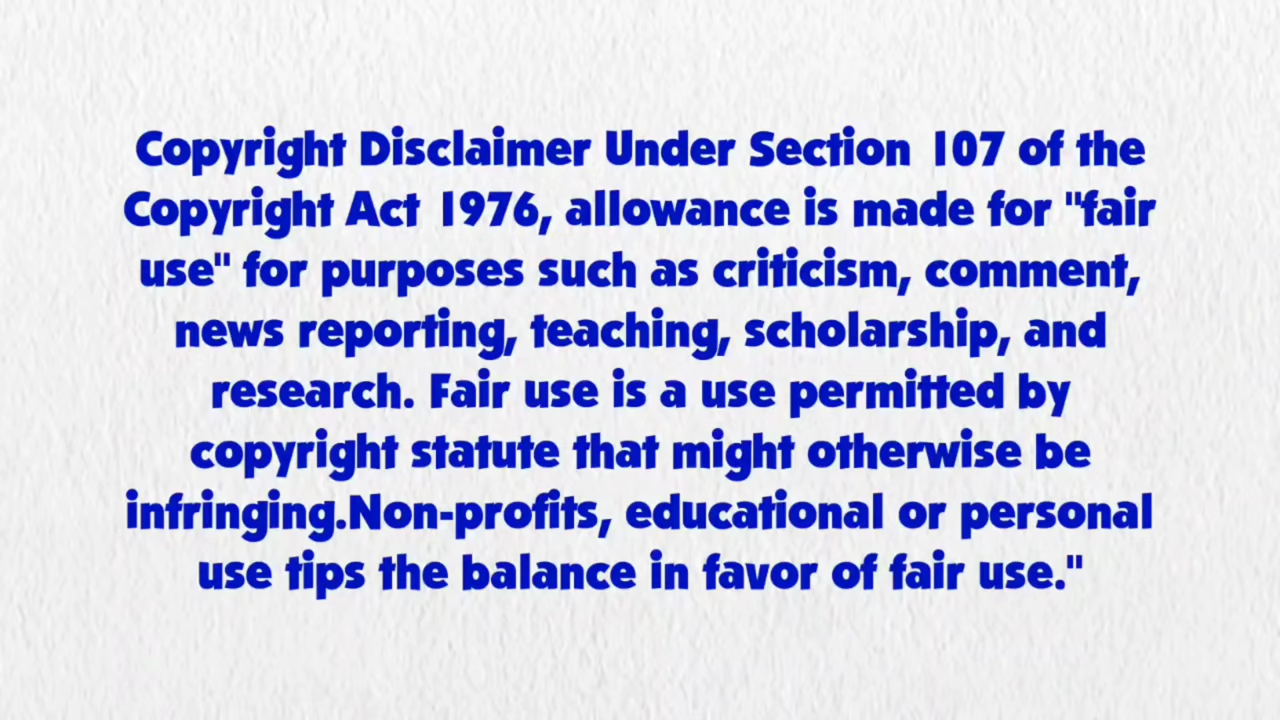 Copyright Disclaimer Under Section 107 of the
Copyright Act 1976, allowance is made for "fair
use" for purposes such as criticism, comment,
news reporting, teaching, scholarship, and
research. Fair use is a use permitted by
copyright statute that might otherwise be
infringing.Non-profits, educational or personal
use tips the balance in favor of fair use."